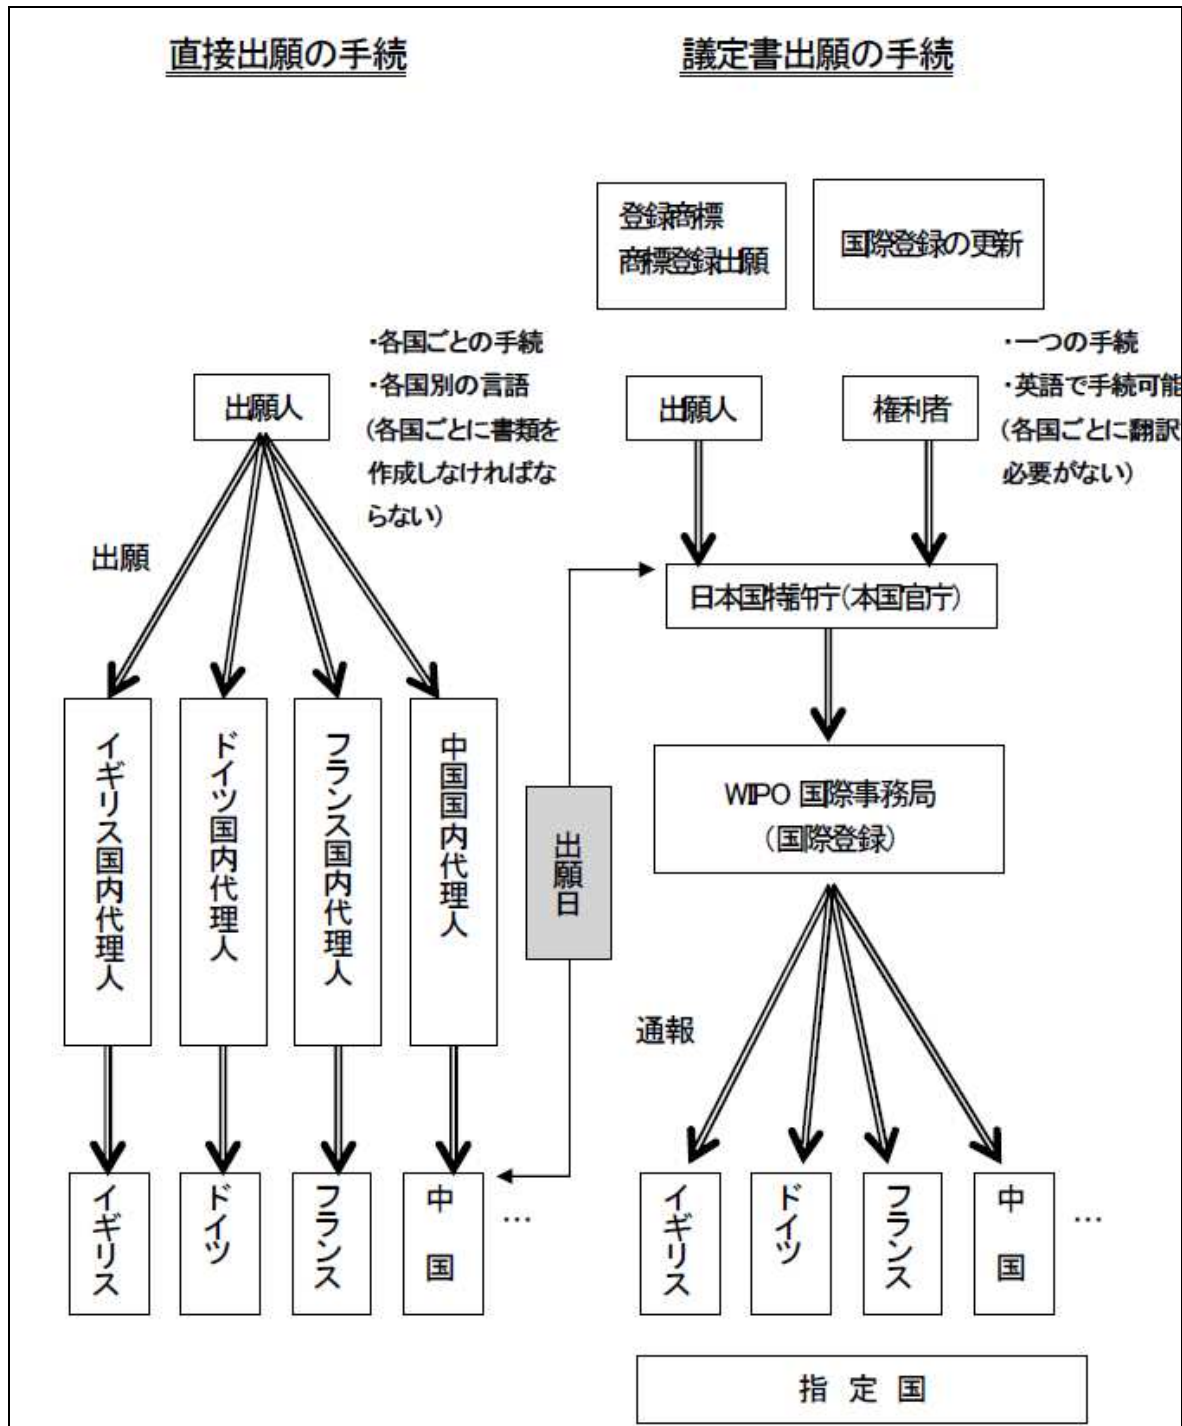 直接出願の手続
議定書出願の手続
登録商標
商標登録出願
国際登録の更新
・各国ごとの手続
・各国別の言語
(各国ごとに書類を
作成しなければな
らない)
・一つの手続
・英語で手続可能
(各国ごとに翻訳
必要がない)
出願人
出願人
権利者
出願
日本国特許庁(本国官庁)
イギリス国内代理人
ドイツ国内代理人
フランス国内代理人
中国国内代理人
出願日
WIPO 国際事務局
(国際登録)
通報
イギリス
ドイツ
フランス
中国
…
イギリス
ドイツ
フランス
中国
…
指定国